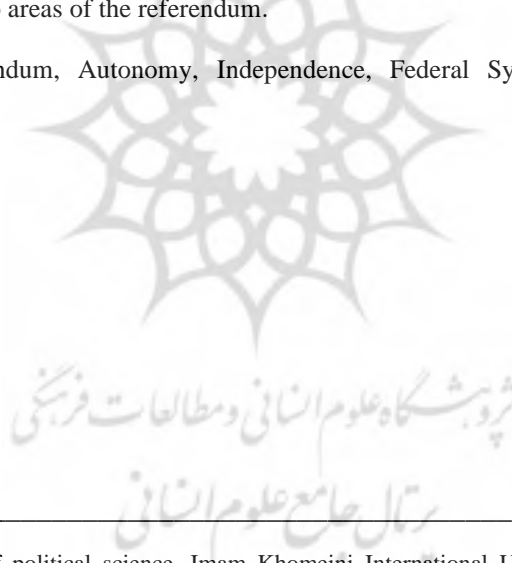 areas of the referendum.
ndum, Autonomy, Independence, Federal Sy
پژوهشگاه علوم انسانی و مطالعات فرهنگی
پرتال جامع علوم انسانی
f political science, Imam Khomeini International U